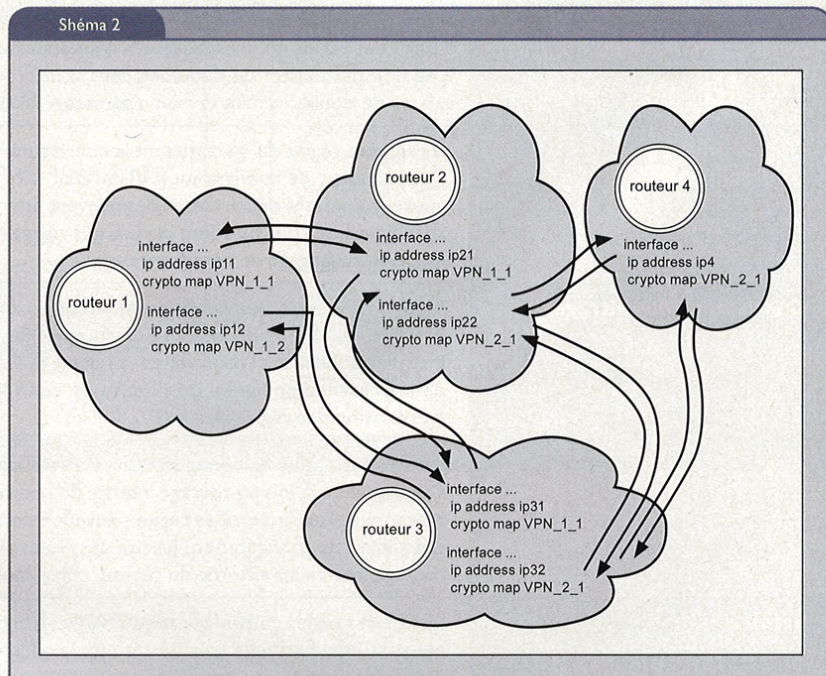 Shéma 2
routeur 1
interface ...
ip address ip11
crypto map VPN_1_1
interface ...
ip address ip12
crypto map VPN_1_2
routeur 2
interface ...
ip address ip21
crypto map VPN_1_1
interface ...
ip address ip22
crypto map VPN_2_1
routeur 4
interface ...
ip address ip4
crypto map VPN_2_1
routeur 3
interface ...
ip address ip31
crypto map VPN_1_1
interface ...
ip address ip32
crypto map VPN_2_1